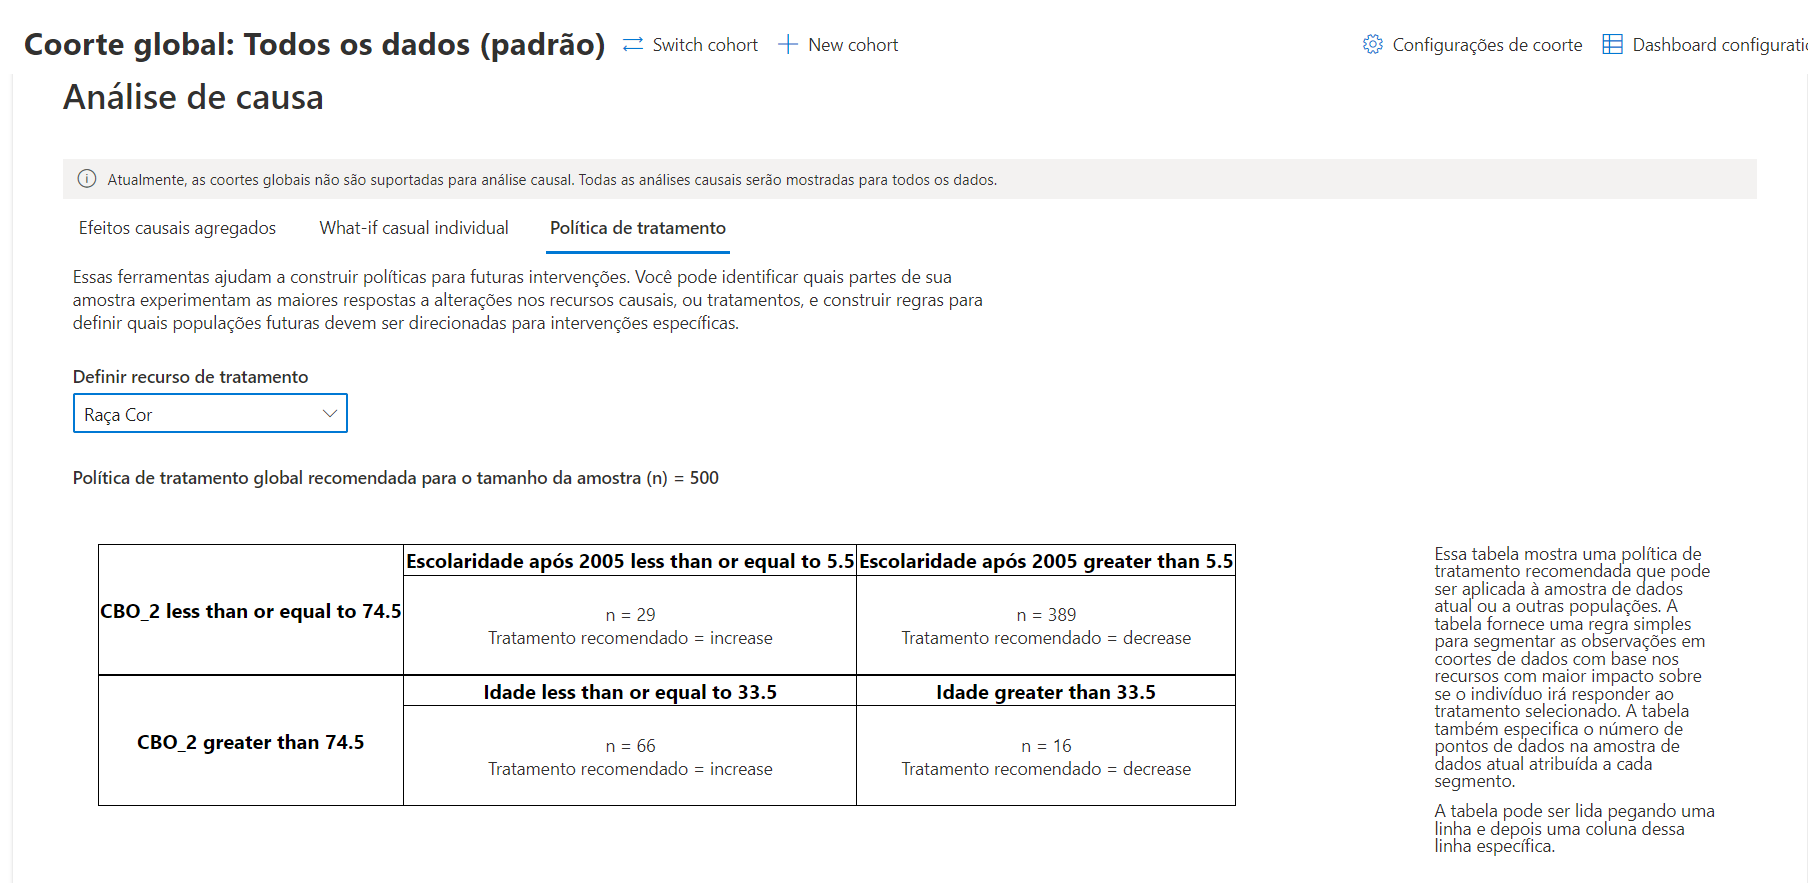 Coorte global: Todos os dados (padrão) Switch cohort New cohort Configurações de coorte Dashboard
Análise de causa
Atualmente, as coortes globais não são suportadas para análise causal. Todas as análises causais serão mostradas para todos os dados.
Efeitos causais agregados What-if casual individual Política de tratamento
Essas ferramentas ajudam a construir políticas para futuras intervenções. Você pode identificar quais partes de sua
amostra experimentam as maiores respostas a alterações nos recursos causais, ou tratamentos, e construir regras para
definir quais populações futuras devem ser direcionadas para intervenções específicas.
Definir recurso de tratamento
Raça Cor
Política de tratamento global recomendada para o tamanho da amostra (n) = 500
CBO_2 less than or equal to 74.5
Escolaridade após 2005 less than or equal to 5.5 Escolaridade após 2005 greater than 5.5
n = 29 n = 389
Tratamento recomendado = increase Tratamento recomendado = decrease
CBO_2 greater than 74.5
Idade less than or equal to 33.5 Idade greater than 33.5
n = 66 n = 16
Tratamento recomendado = increase Tratamento recomendado = decrease
Essa tabela mostra uma política de
tratamento recomendada que pode
ser aplicada à amostra de dados
atual ou a outras populações. A
tabela fornece uma regra simples
para segmentar as observações em
coortes de dados com base nos
recursos com maior impacto sobre
se o indivíduo irá responder ao
tratamento selecionado. A tabela
também especifica o número de
pontos de dados na amostra de
dados atual atribuída a cada
segmento.
A tabela pode ser lida pegando uma
linha e depois uma coluna dessa
linha específica.